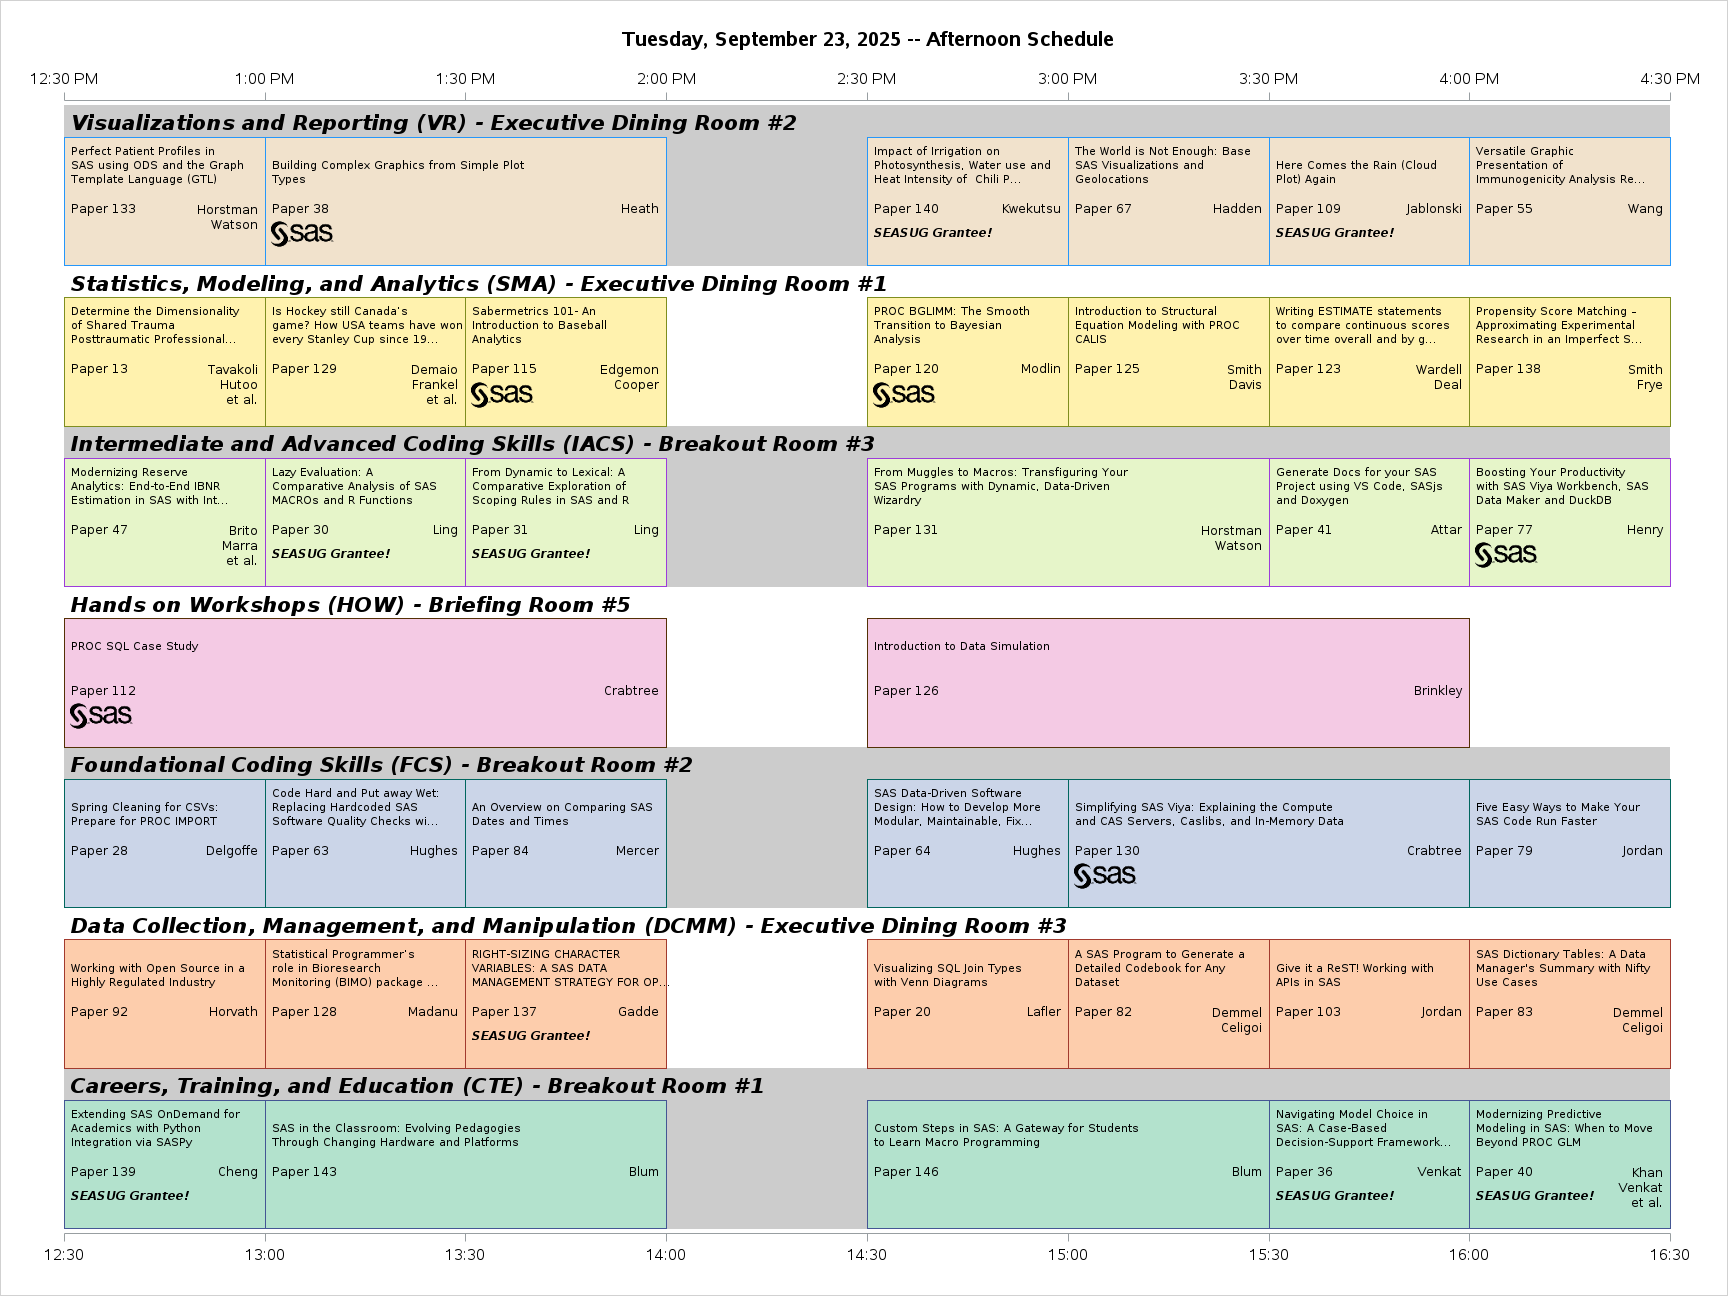 Tuesday, September 23, 2025 -- Afternoon Schedule
12:30 PM 1:00 PM 1:30 PM 2:00 PM 2:30 PM 3:00 PM 3:30 PM 4:00 PM 4:30 PM
Visualizations and Reporting (VR) - Executive Dining Room #2
Perfect Patient Profiles in
SAS using ODS and the Graph
Template Language (GTL)
Paper 133 Horstman
Watson
Building Complex Graphics from Simple Plot
Types
Paper 38 Heath
sas
Impact of Irrigation on
Photosynthesis, Water use and
Heat Intensity of  Chili P...
Paper 140 Kwekutsu
SEASUG Grantee!
The World is Not Enough: Base
SAS Visualizations and
Geolocations
Paper 67 Hadden
Here Comes the Rain (Cloud
Plot) Again
Paper 109 Jablonski
SEASUG Grantee!
Versatile Graphic
Presentation of
Immunogenicity Analysis Re...
Paper 55 Wang
Statistics, Modeling, and Analytics (SMA) - Executive Dining Room #1
Determine the Dimensionality
of Shared Trauma
Posttraumatic Professional...
Paper 13 Tavakoli
Hutoo
et al.
Is Hockey still Canada's
game? How USA teams have won
every Stanley Cup since 19...
Paper 129 Demaio
Frankel
et al.
Sabermetrics 101- An
Introduction to Baseball
Analytics
Paper 115 Edgemon
Cooper
sas
PROC BGLIMM: The Smooth
Transition to Bayesian
Analysis
Paper 120 Modlin
sas
Introduction to Structural
Equation Modeling with PROC
CALIS
Paper 125 Smith
Davis
Writing ESTIMATE statements
to compare continuous scores
over time overall and by g...
Paper 123 Wardell
Deal
Propensity Score Matching –
Approximating Experimental
Research in an Imperfect S...
Paper 138 Smith
Frye
Intermediate and Advanced Coding Skills (IACS) - Breakout Room #3
Modernizing Reserve
Analytics: End-to-End IBNR
Estimation in SAS with Int...
Paper 47 Brito
Marra
et al.
Lazy Evaluation: A
Comparative Analysis of SAS
MACROs and R Functions
Paper 30 Ling
SEASUG Grantee!
From Dynamic to Lexical: A
Comparative Exploration of
Scoping Rules in SAS and R
Paper 31 Ling
SEASUG Grantee!
From Muggles to Macros: Transfiguring Your
SAS Programs with Dynamic, Data-Driven
Wizardry
Paper 131 Horstman
Watson
Generate Docs for your SAS
Project using VS Code, SASjs
and Doxygen
Paper 41 Attar
Boosting Your Productivity
with SAS Viya Workbench, SAS
Data Maker and DuckDB
Paper 77 Henry
sas
Hands on Workshops (HOW) - Briefing Room #5
PROC SQL Case Study
Paper 112 Crabtree
sas
Introduction to Data Simulation
Paper 126 Brinkley
Foundational Coding Skills (FCS) - Breakout Room #2
Spring Cleaning for CSVs:
Prepare for PROC IMPORT
Paper 28 Delgoffe
Code Hard and Put away Wet:
Replacing Hardcoded SAS
Software Quality Checks wi...
Paper 63 Hughes
An Overview on Comparing SAS
Dates and Times
Paper 84 Mercer
SAS Data-Driven Software
Design: How to Develop More
Modular, Maintainable, Fix...
Paper 64 Hughes
Simplifying SAS Viya: Explaining the Compute
and CAS Servers, Caslibs, and In-Memory Data
Paper 130 Crabtree
sas
Five Easy Ways to Make Your
SAS Code Run Faster
Paper 79 Jordan
Data Collection, Management, and Manipulation (DCMM) - Executive Dining Room #3
Working with Open Source in a
Highly Regulated Industry
Paper 92 Horvath
Statistical Programmer's
role in Bioresearch
Monitoring (BIMO) package ...
Paper 128 Madanu
RIGHT-SIZING CHARACTER
VARIABLES: A SAS DATA
MANAGEMENT STRATEGY FOR OP...
Paper 137 Gadde
SEASUG Grantee!
Visualizing SQL Join Types
with Venn Diagrams
Paper 20 Lafler
A SAS Program to Generate a
Detailed Codebook for Any
Dataset
Paper 82 Demmel
Celigoi
Give it a ReST! Working with
APIs in SAS
Paper 103 Jordan
SAS Dictionary Tables: A Data
Manager's Summary with Nifty
Use Cases
Paper 83 Demmel
Celigoi
Careers, Training, and Education (CTE) - Breakout Room #1
Extending SAS OnDemand for
Academics with Python
Integration via SASPy
Paper 139 Cheng
SEASUG Grantee!
SAS in the Classroom: Evolving Pedagogies
Through Changing Hardware and Platforms
Paper 143 Blum
Custom Steps in SAS: A Gateway for Students
to Learn Macro Programming
Paper 146 Blum
Navigating Model Choice in
SAS: A Case-Based
Decision-Support Framework...
Paper 36 Venkat
SEASUG Grantee!
Modernizing Predictive
Modeling in SAS: When to Move
Beyond PROC GLM
Paper 40 Khan
Venkat
et al.
SEASUG Grantee!
12:30 13:00 13:30 14:00 14:30 15:00 15:30 16:00 16:30